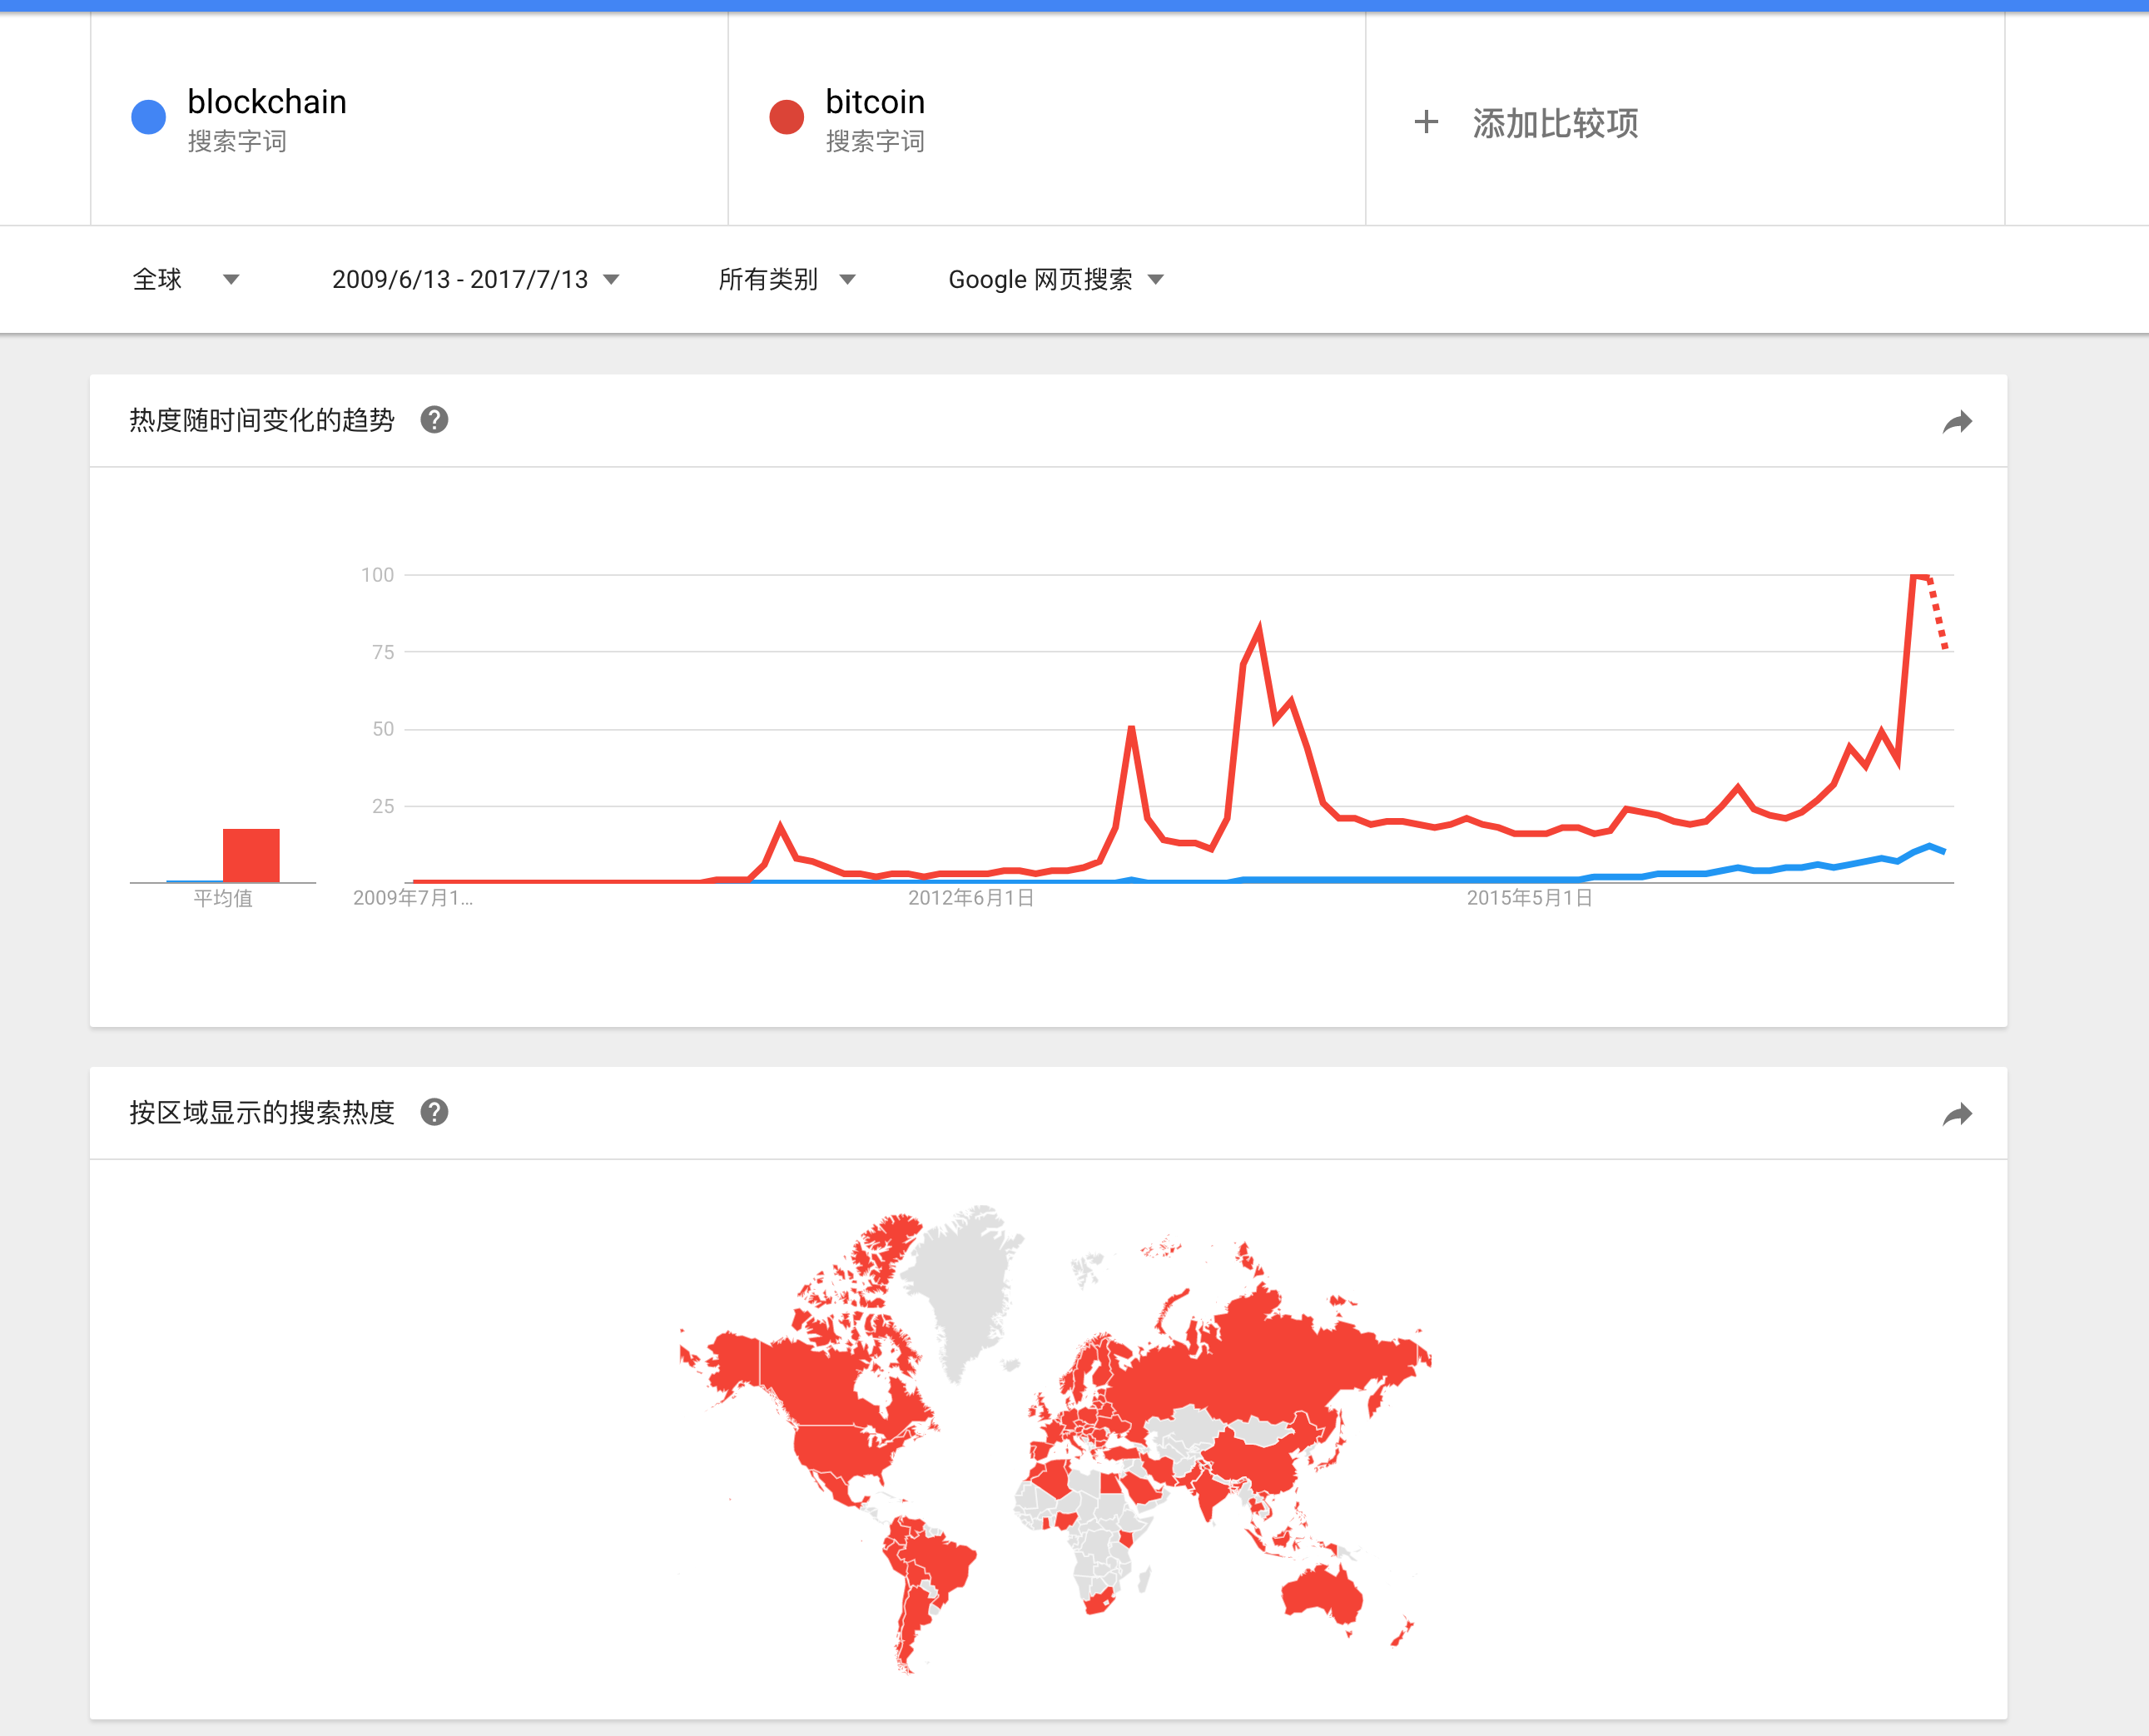 blockchain
搜索字词
bitcoin
搜索字词
+ 添加比较项
全球
2009/6/13 - 2017/7/13
所有类别
Google 网页搜索
热度随时间变化的趋势
?
100
75
50
25
平均值
2009年7月1...
2012年6月1日
2015年5月1日
按区域显示的搜索热度
?